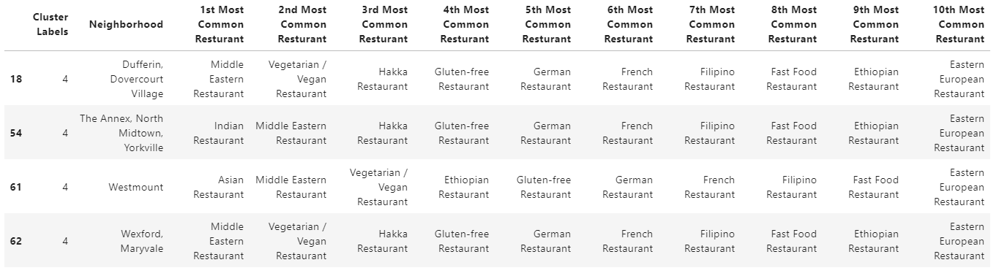 Cluster Labels Neighborhood 1st Most Common Resturant 2nd Most Common Resturant 3rd Most Common Resturant 4th Most Common Resturant 5th Most Common Resturant 6th Most Common Resturant 7th Most Common Resturant 8th Most Common Resturant 9th Most Common Resturant 10th Most Common Resturant
18 4 Dufferin, Dovercourt Village Middle Eastern Restaurant Vegetarian / Vegan Restaurant Hakka Restaurant Gluten-free Restaurant German Restaurant French Restaurant Filipino Restaurant Fast Food Restaurant Ethiopian Restaurant Eastern European Restaurant
54 4 The Annex, North Midtown, Yorkville Indian Restaurant Middle Eastern Restaurant Hakka Restaurant Gluten-free Restaurant German Restaurant French Restaurant Filipino Restaurant Fast Food Restaurant Ethiopian Restaurant Eastern European Restaurant
61 4 Westmount Asian Restaurant Middle Eastern Restaurant Vegetarian / Vegan Restaurant Ethiopian Restaurant Gluten-free Restaurant German Restaurant French Restaurant Filipino Restaurant Fast Food Restaurant Eastern European Restaurant
62 4 Wexford, Maryvale Middle Eastern Restaurant Vegetarian / Vegan Restaurant Hakka Restaurant Gluten-free Restaurant German Restaurant French Restaurant Filipino Restaurant Fast Food Restaurant Ethiopian Restaurant Eastern European Restaurant